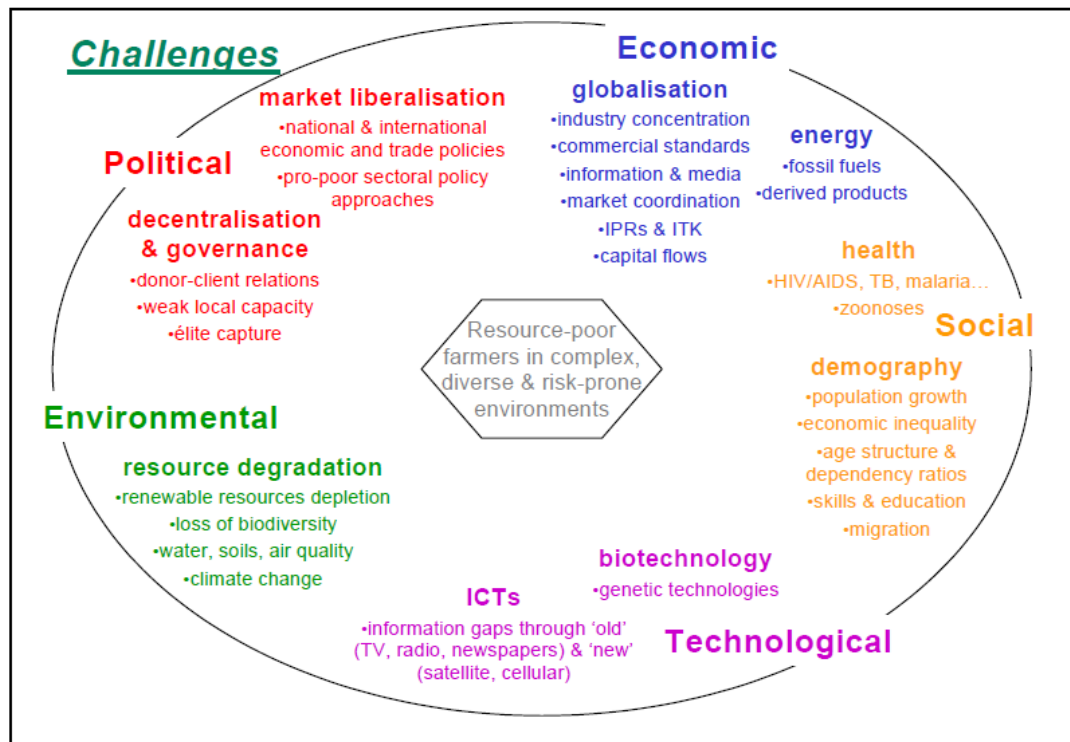 Challenges
Economic
market liberalisation
•national & international
economic and trade policies
•pro-poor sectoral policy
approaches
Political
decentralisation
& governance
•donor-client relations
•weak local capacity
•élite capture
globalisation
•industry concentration
•commercial standards
•information & media
•market coordination
•IPRs & ITK
•capital flows
energy
•fossil fuels
•derived products
health
•HIV/AIDS, TB, malaria…
•zoonoses
Social
demography
•population growth
•economic inequality
•age structure &
dependency ratios
•skills & education
•migration
Resource-poor
farmers in complex,
diverse & risk-prone
environments
Environmental
resource degradation
•renewable resources depletion
•loss of biodiversity
•water, soils, air quality
•climate change
biotechnology
•genetic technologies
ICTs
•information gaps through ‘old’
(TV, radio, newspapers) & ‘new’
(satellite, cellular)
Technological